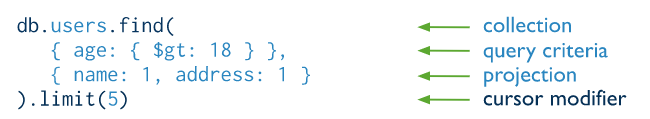 db.users.find( collection
{ age: { $gt: 18 } }, query criteria
{ name: 1, address: 1 } projection
).limit(5) cursor modifier